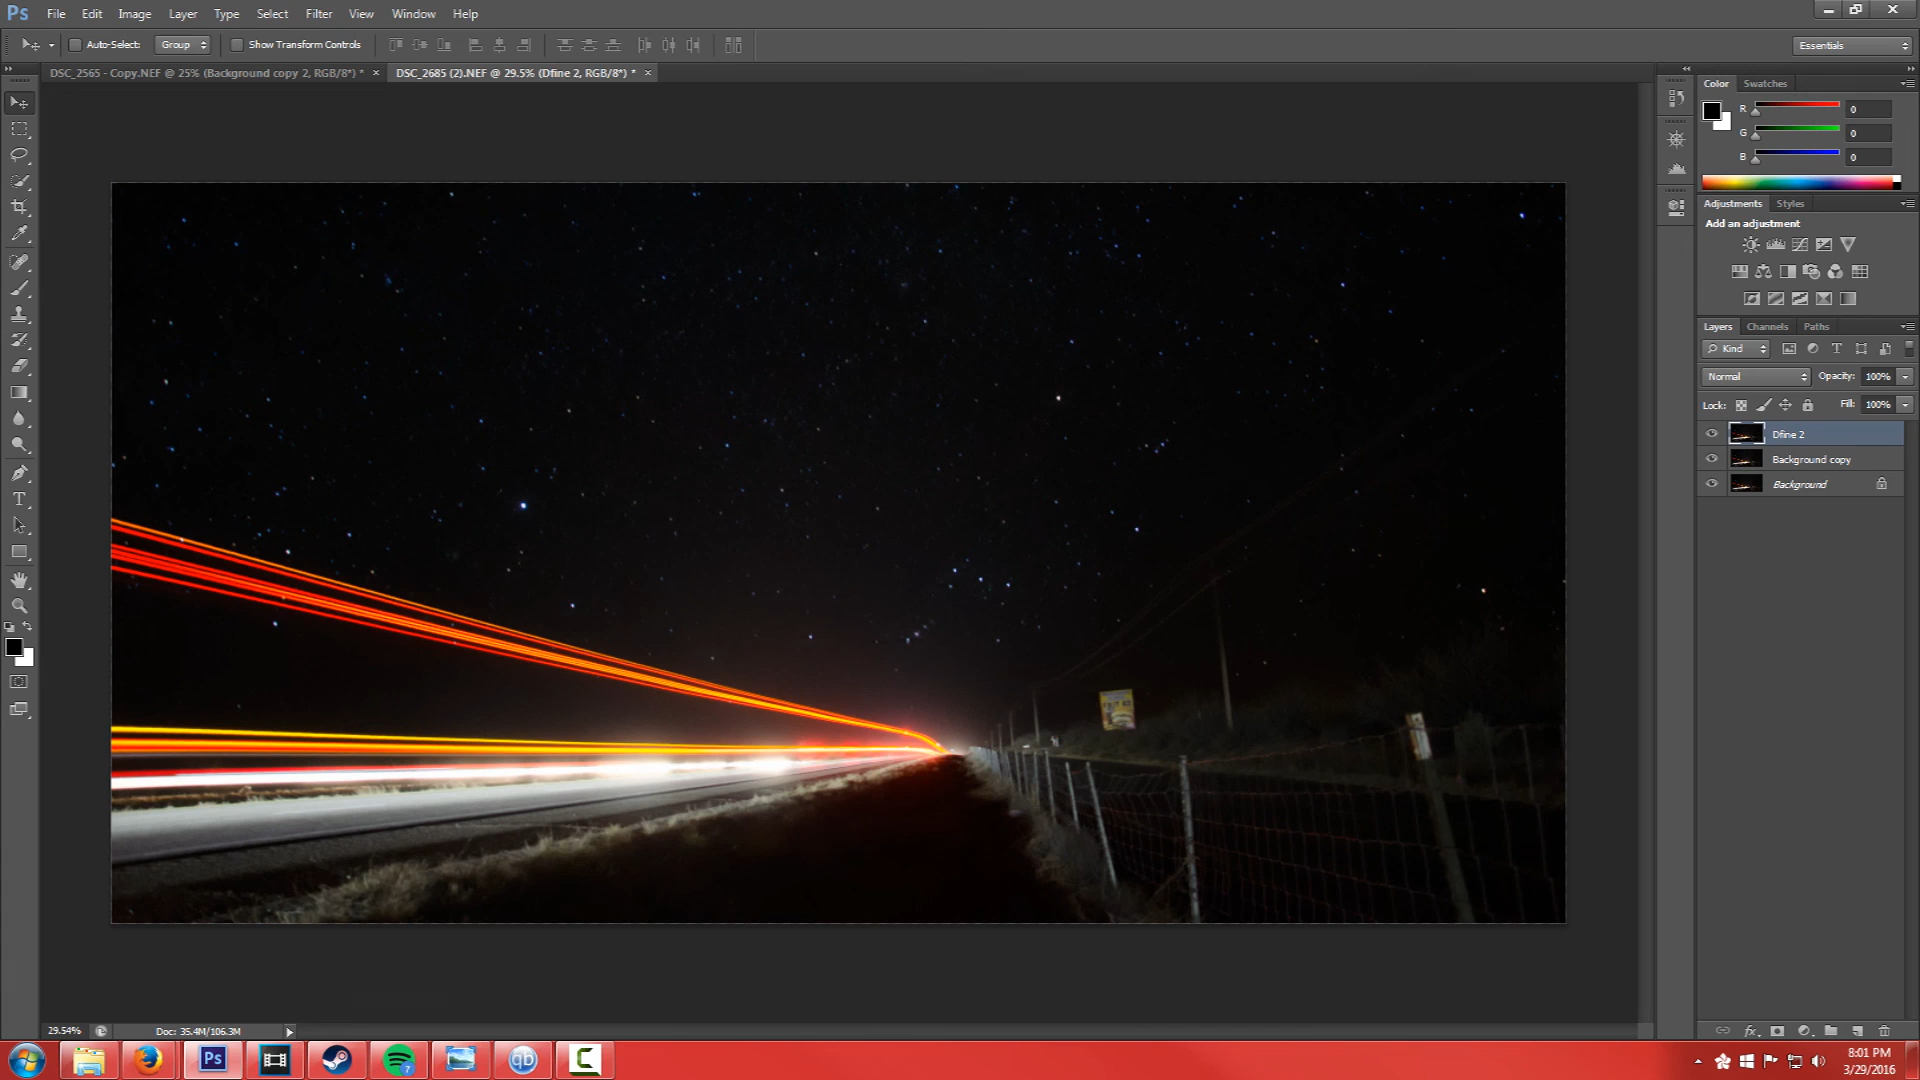 Ps File Edit Image Layer Type Select Filter View Window Help
Auto-Select: Group Show Transform Controls Essentials
DSC_2565 - Copy.NEF @ 25% (Background copy 2, RGB/8*) * × DSC_2685 (2).NEF @ 29.5% (Dfine 2, RGB/8*) * ×
Color Swatches
R 0
G 0
B 0
Adjustments Styles
Add an adjustment
Layers Channels Paths
Kind
Normal Opacity: 100%
Lock: Fill: 100%
Dfine 2
Background copy
Background
29.54% Doc: 35.4M/106.3M
Ps 7 qb C
8:01 PM
3/29/2016